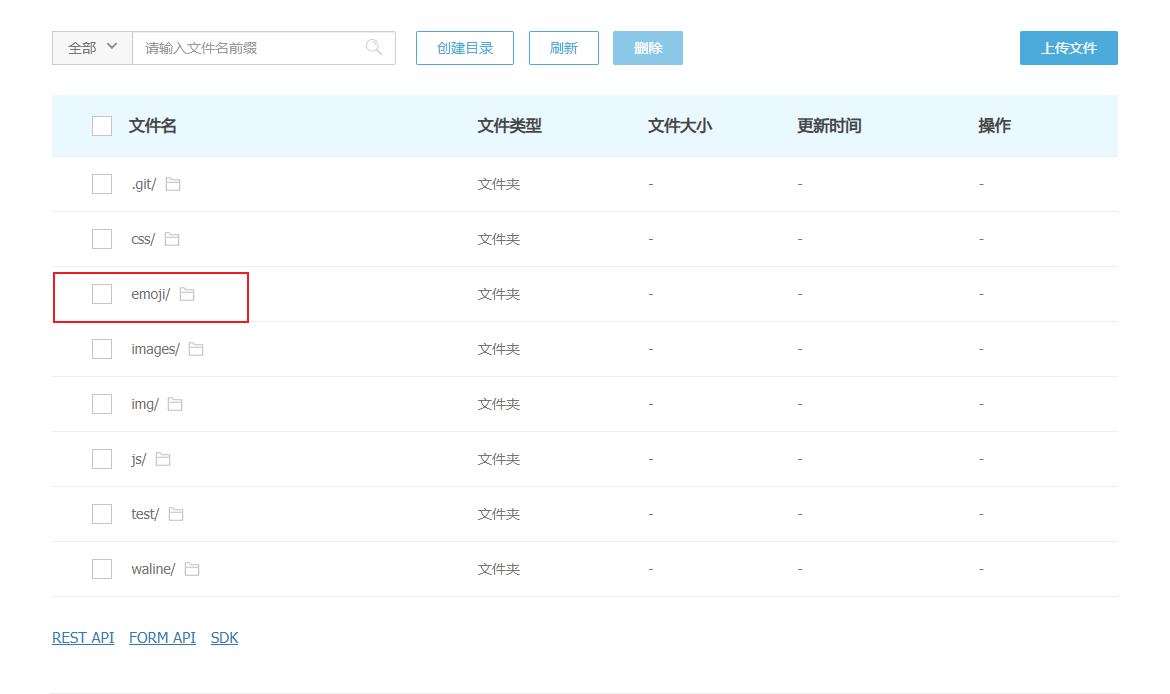 全部 请输入文件名前缀 创建目录 刷新 删除 上传文件
文件名 文件类型 文件大小 更新时间 操作
.git/ 文件夹 - - -
css/ 文件夹 - - -
emoji/ 文件夹 - - -
images/ 文件夹 - - -
img/ 文件夹 - - -
js/ 文件夹 - - -
test/ 文件夹 - - -
waline/ 文件夹 - - -
REST API FORM API SDK